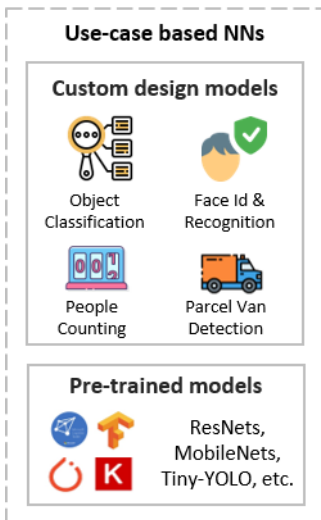 Use-case based NNs
Custom design models
Object
Classification
Face Id &
Recognition
People
Counting
Parcel Van
Detection
Pre-trained models
K
ResNets,
MobileNets,
Tiny-YOLO, etc.